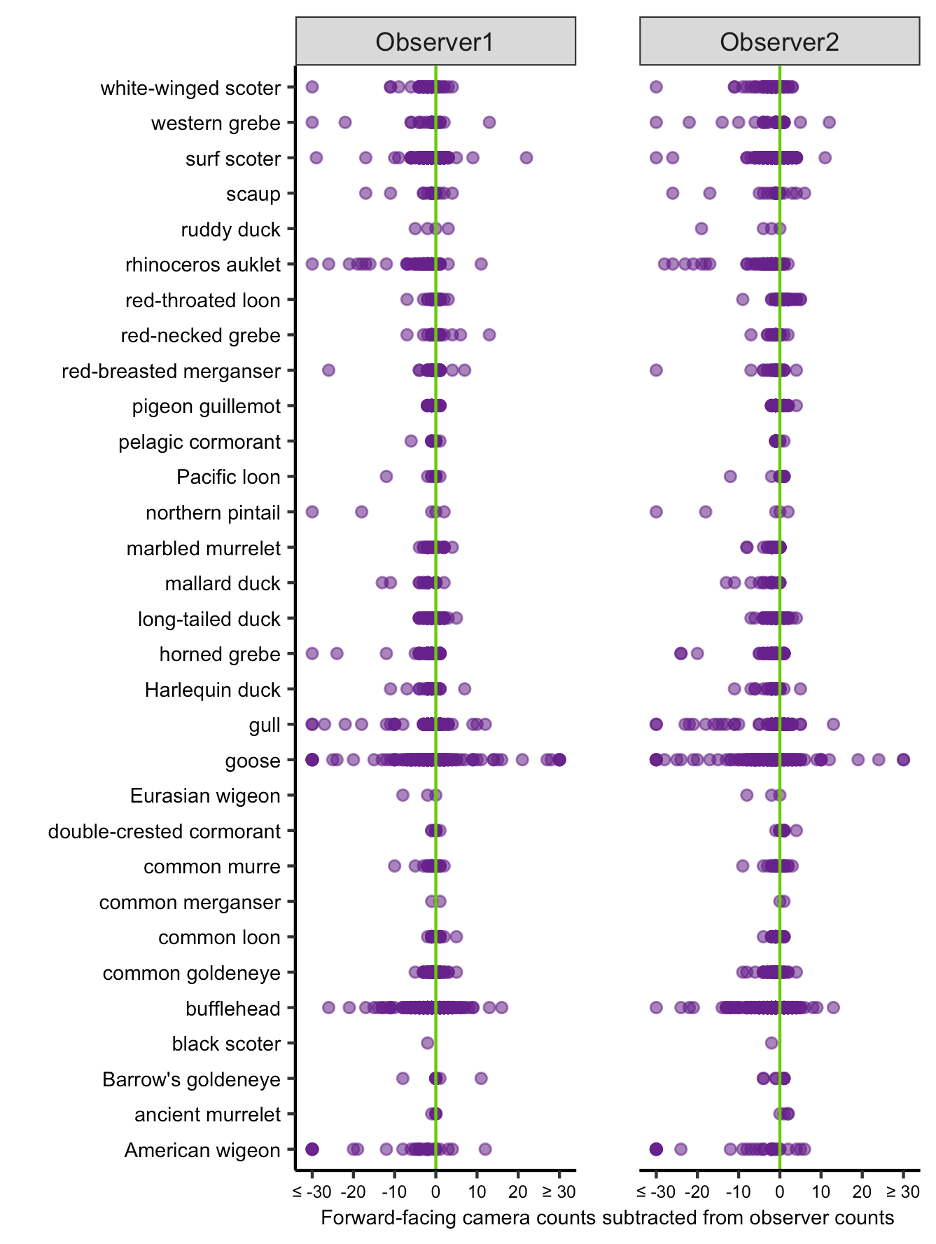 Observer1
Observer2
white-winged scoter
western grebe
surf scoter
scaup
ruddy duck
rhinoceros auklet
red-throated loon
red-necked grebe
red-breasted merganser
pigeon guillemot
pelagic cormorant
Pacific loon
northern pintail
marbled murrelet
mallard duck
long-tailed duck
horned grebe
Harlequin duck
gull
goose
Eurasian wigeon
double-crested cormorant
common murre
common merganser
common loon
common goldeneye
bufflehead
black scoter
Barrow's goldeneye
ancient murrelet
American wigeon
≤ -30 -20 -10 0 10 20 ≥ 30
≤ -30 -20 -10 0 10 20 ≥ 30
Forward-facing camera counts subtracted from observer counts